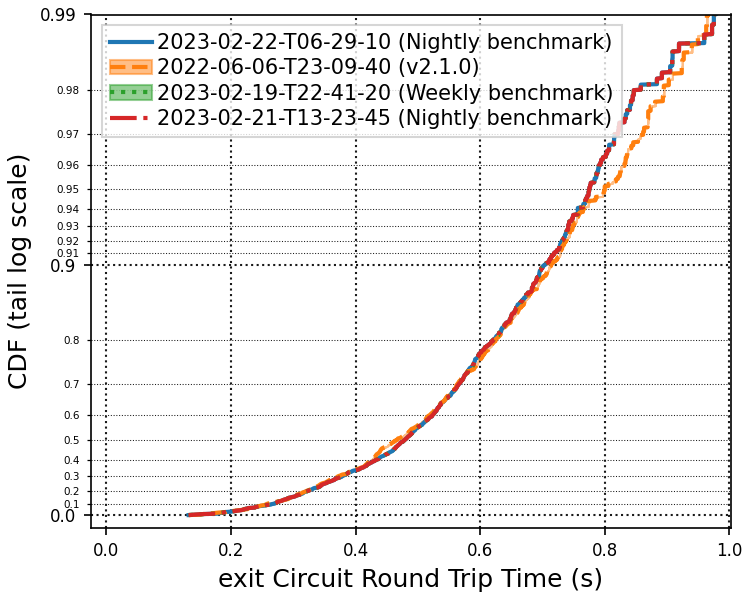 0.99
2023-02-22-T06-29-10 (Nightly benchmark)
2022-06-06-T23-09-40 (v2.1.0)
2023-02-19-T22-41-20 (Weekly benchmark)
2023-02-21-T13-23-45 (Nightly benchmark)
0.98
0.97
0.96
0.95
0.94
0.93
0.92
0.91
0.9
0.8
0.7
0.6
0.5
0.4
0.3
0.2
0.1
0.0
CDF (tail log scale)
0.0 0.2 0.4 0.6 0.8 1.0
exit Circuit Round Trip Time (s)